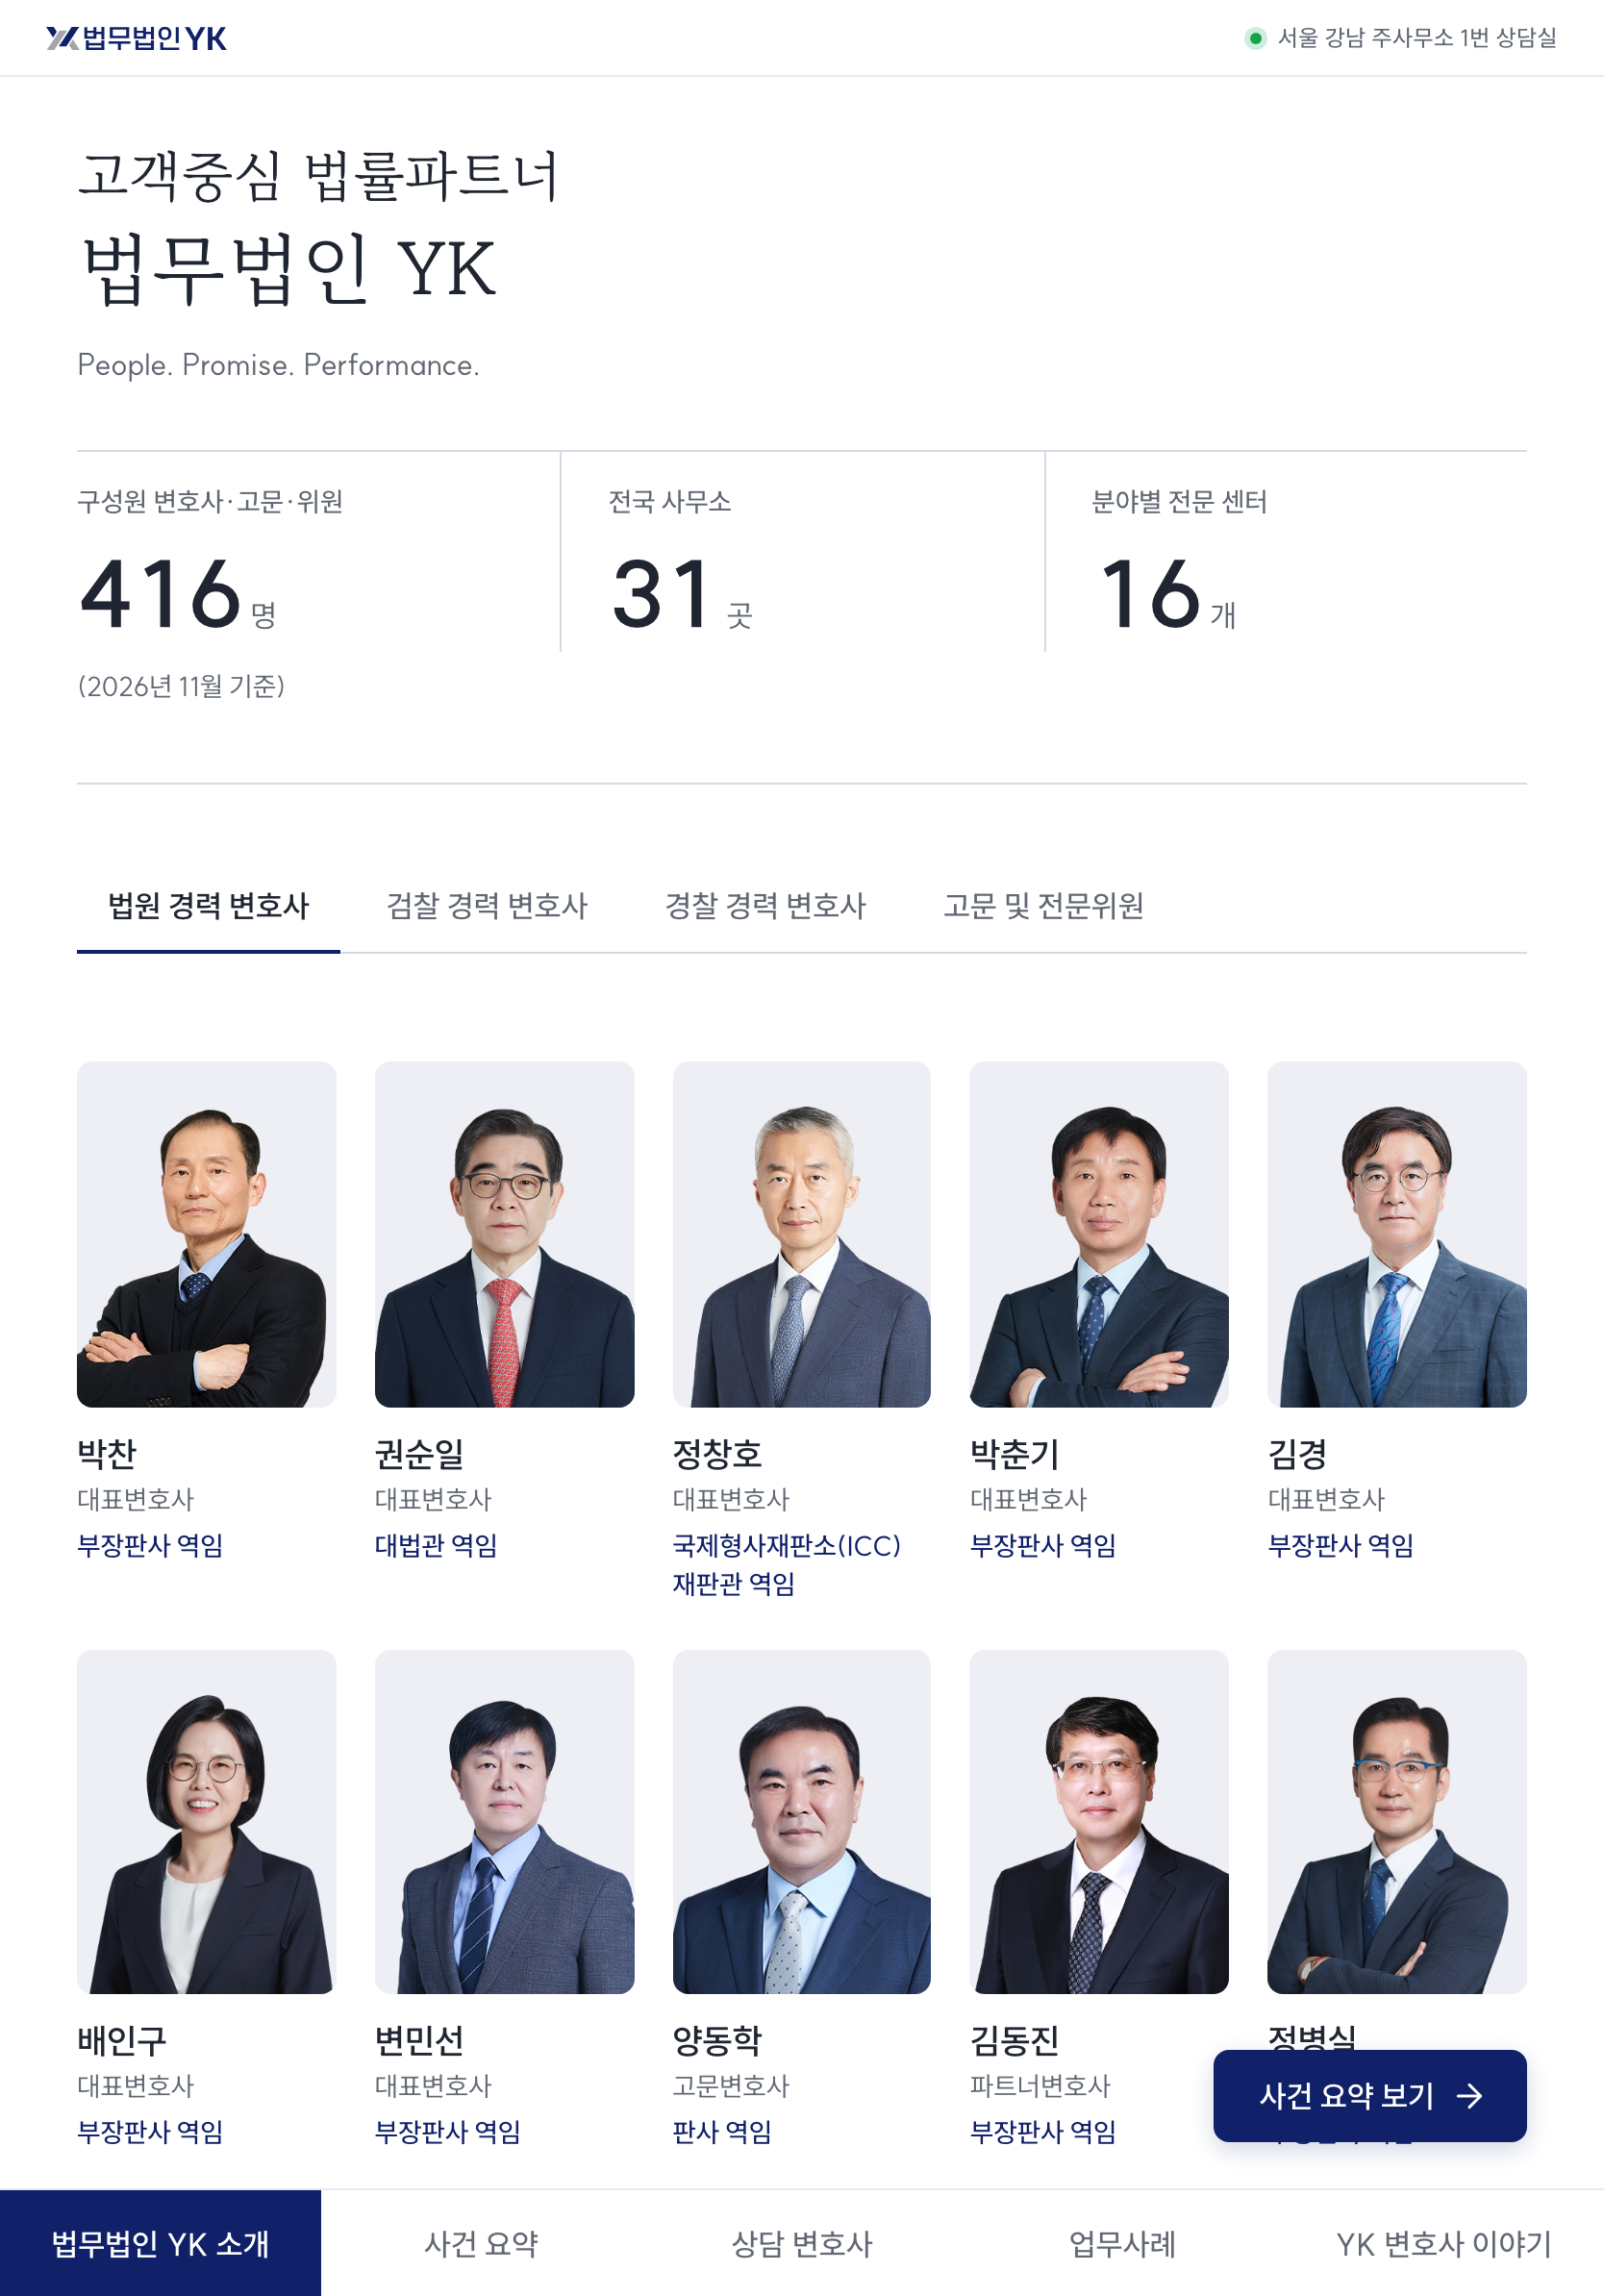 법무법인 YK
서울 강남 주사무소 1번 상담실
고객중심 법률파트너
법무법인 YK
People. Promise. Performance.
구성원 변호사·고문·위원
416 명
(2026년 11월 기준)
전국 사무소
31 곳
분야별 전문 센터
16 개
법원 경력 변호사
검찰 경력 변호사
경찰 경력 변호사
고문 및 전문위원
박찬
대표변호사
부장판사 역임
권순일
대표변호사
대법관 역임
정창호
대표변호사
국제형사재판소(ICC)
재판관 역임
박춘기
대표변호사
부장판사 역임
김경
대표변호사
부장판사 역임
배인구
대표변호사
부장판사 역임
변민선
대표변호사
부장판사 역임
양동학
고문변호사
판사 역임
김동진
파트너변호사
부장판사 역임
정병실
사건 요약 보기
법무법인 YK 소개
사건 요약
상담 변호사
업무사례
YK 변호사 이야기